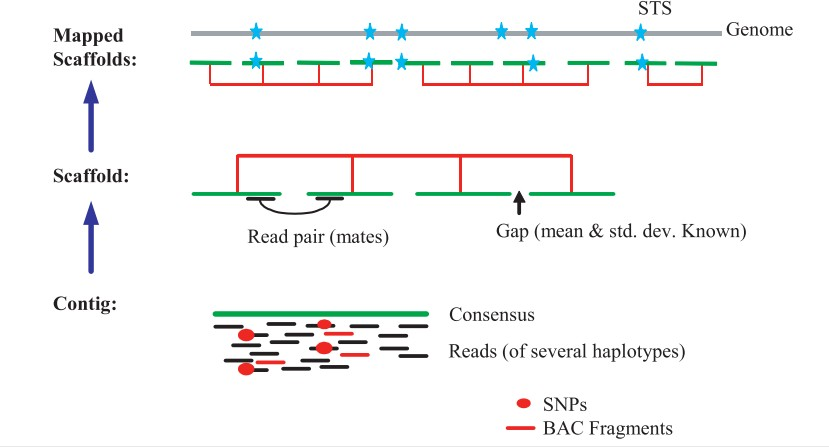 STS
Genome
Mapped
Scaffolds:
Scaffold:
Read pair (mates)
Gap (mean & std. dev. Known)
Contig:
Consensus
Reads (of several haplotypes)
SNPs
BAC Fragments